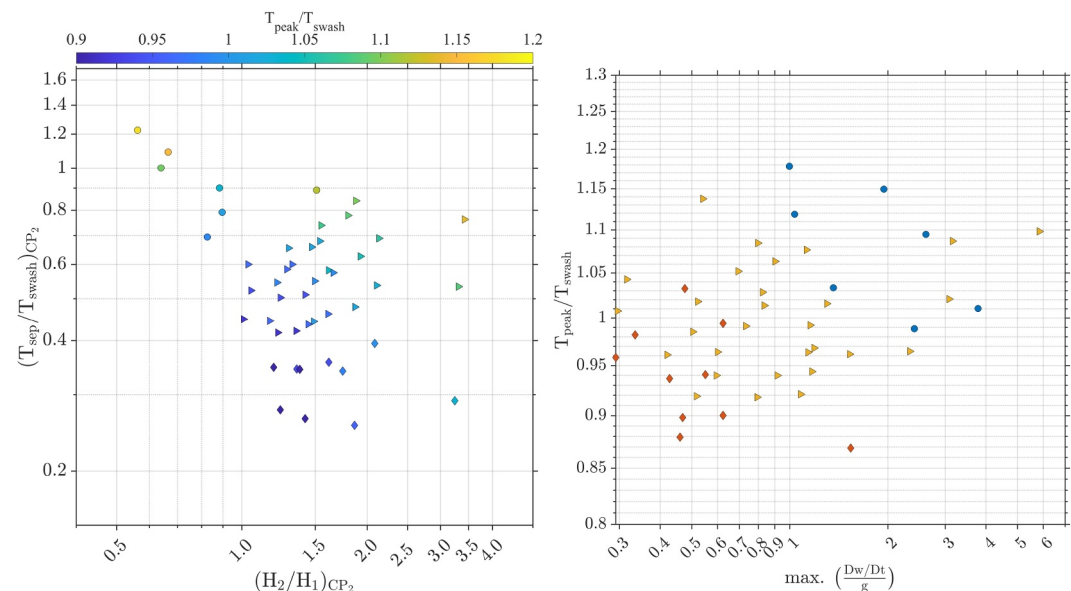 T_peak/T_swash
0.9 0.95 1 1.05 1.1 1.15 1.2
(T_sep/T_swash)_CP₂
1.6
1.4
1.2
1
0.8
0.6
0.4
0.2
0.5 1.0 1.5 2.0 2.5 3.0 3.5 4.0
(H₂/H₁)_CP₂
T_peak/T_swash
1.3
1.25
1.2
1.15
1.1
1.05
1
0.95
0.9
0.85
0.8
0.3 0.4 0.5 0.6 0.7 0.8 0.9 1 2 3 4 5 6
max. (Dw/Dt / g)